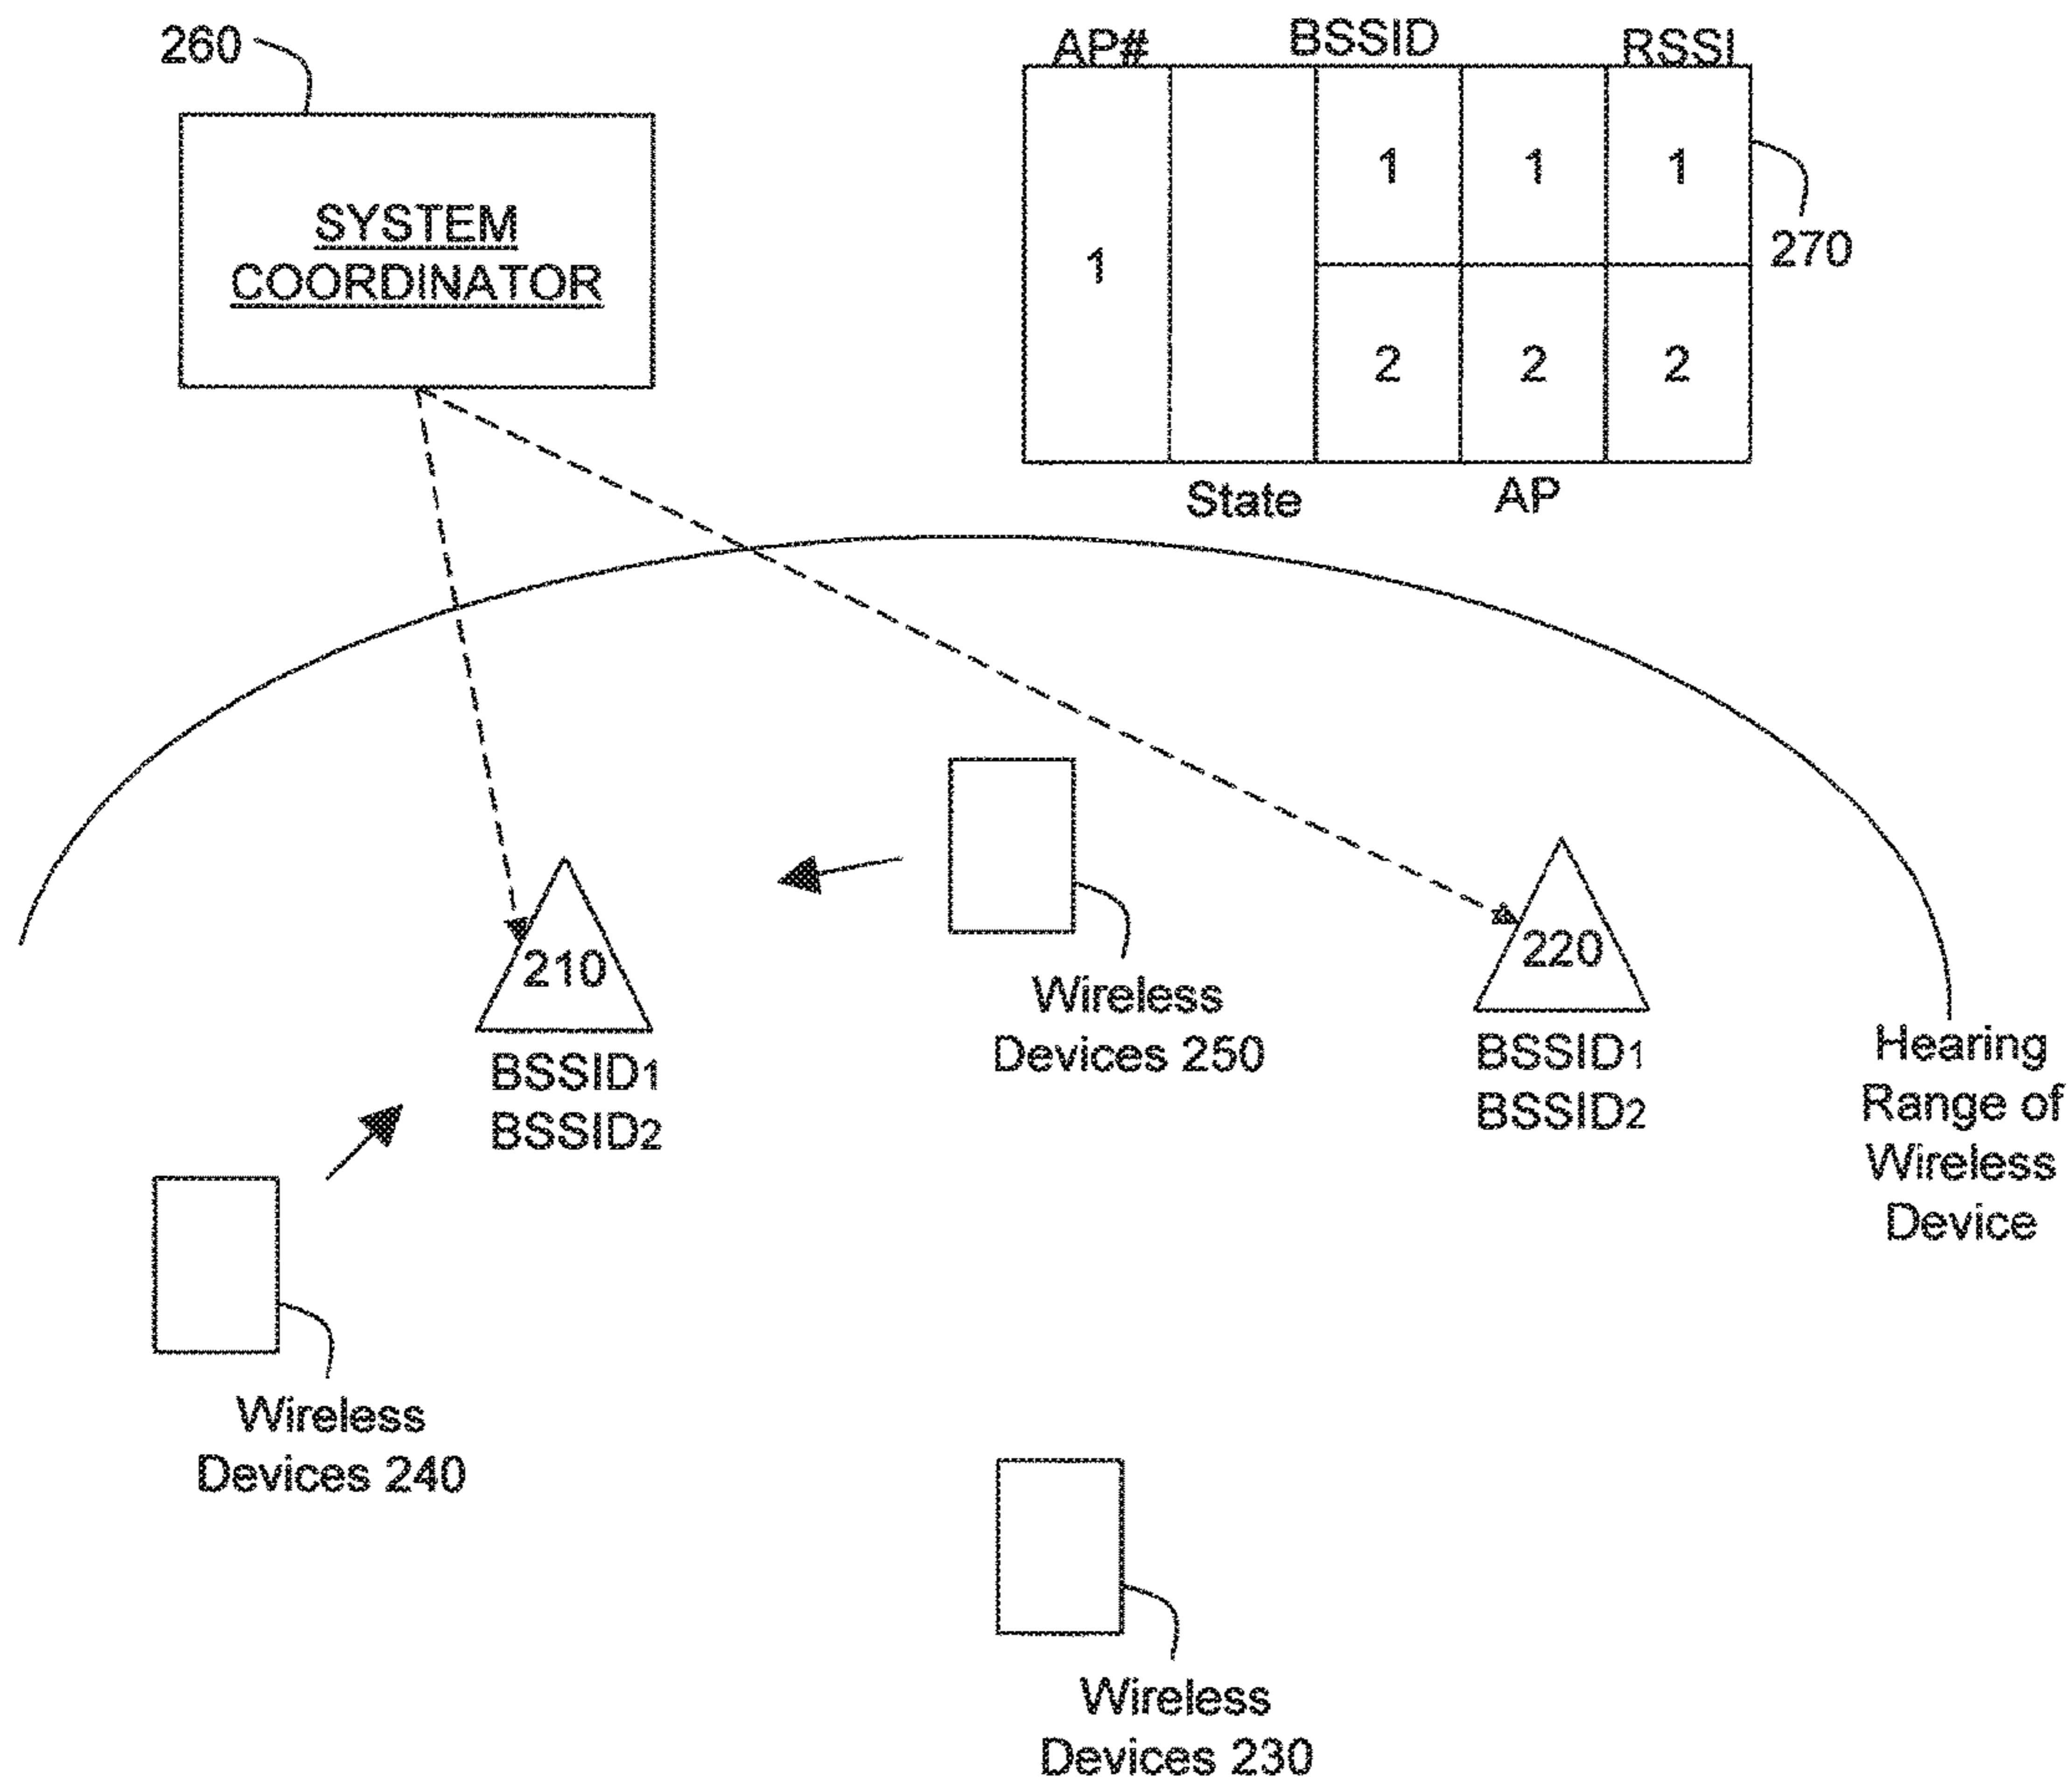 260
SYSTEM
COORDINATOR
AP# BSSID RSSI
1 1 1 1
2 2 2
270
State AP
210
BSSID1
BSSID2
Wireless
Devices 250
220
BSSID1
BSSID2
Hearing
Range of
Wireless
Device
Wireless
Devices 240
Wireless
Devices 230